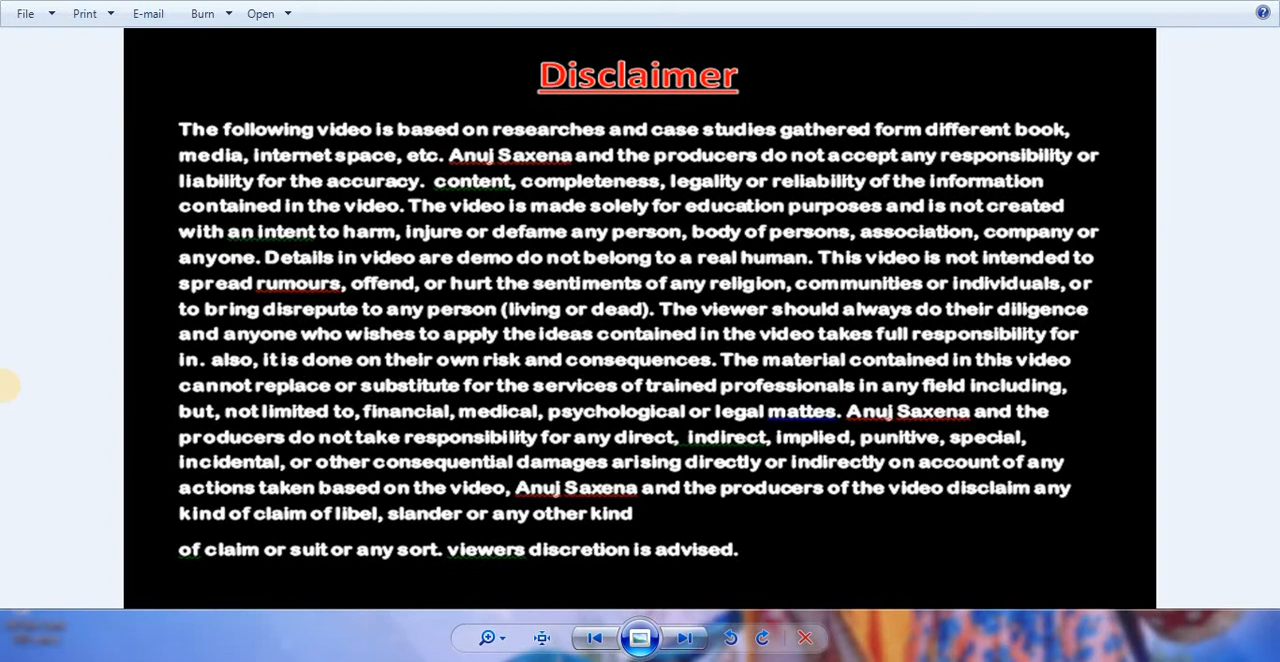 File Print E-mail Burn Open
Disclaimer
The following video is based on researches and case studies gathered form different book,
media, internet space, etc. Anuj Saxena and the producers do not accept any responsibility or
liability for the accuracy. content, completeness, legality or reliability of the information
contained in the video. The video is made solely for education purposes and is not created
with an intent to harm, injure or defame any person, body of persons, association, company or
anyone. Details in video are demo do not belong to a real human. This video is not intended to
spread rumours, offend, or hurt the sentiments of any religion, communities or individuals, or
to bring disrepute to any person (living or dead). The viewer should always do their diligence
and anyone who wishes to apply the ideas contained in the video takes full responsibility for
in. also, it is done on their own risk and consequences. The material contained in this video
cannot replace or substitute for the services of trained professionals in any field including,
but, not limited to, financial, medical, psychological or legal mattes. Anuj Saxena and the
producers do not take responsibility for any direct, indirect, implied, punitive, special,
incidental, or other consequential damages arising directly or indirectly on account of any
actions taken based on the video, Anuj Saxena and the producers of the video disclaim any
kind of claim of libel, slander or any other kind
of claim or suit or any sort. viewers discretion is advised.